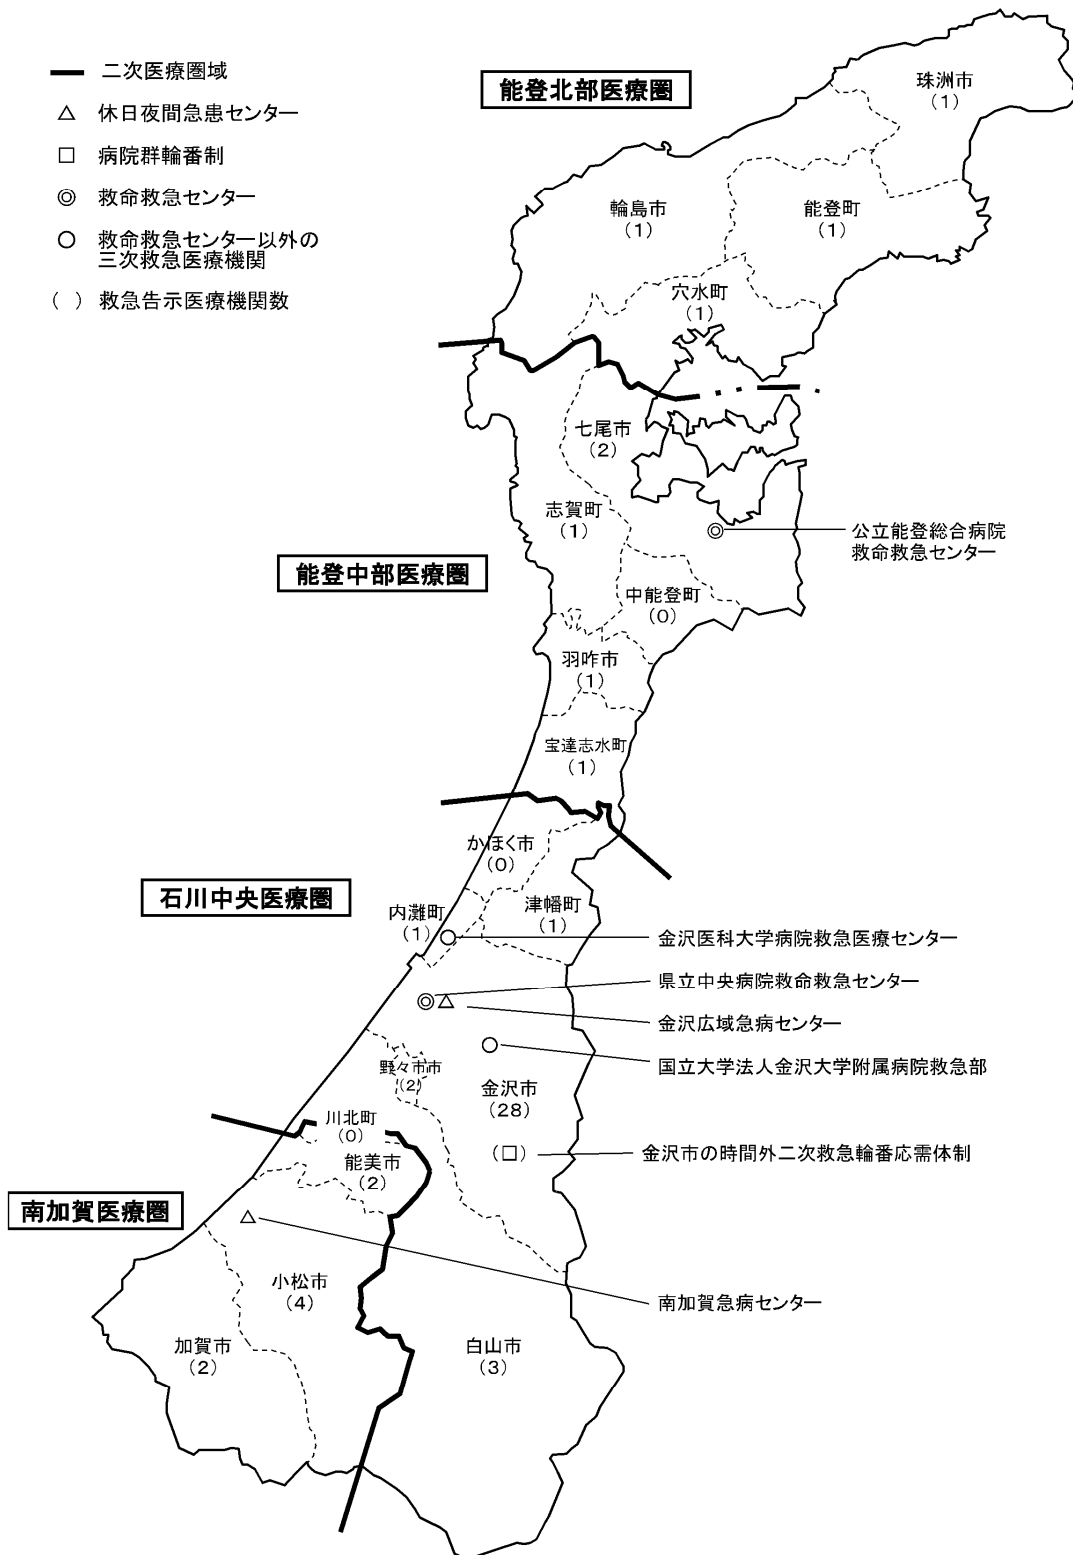 二次医療圏域
休日夜間急患センター
病院群輪番制
救命救急センター
救命救急センター以外の
三次救急医療機関
( ) 救急告示医療機関数
能登北部医療圏
珠洲市
(1)
輪島市
(1)
能登町
(1)
穴水町
(1)
七尾市
(2)
志賀町
(1)
公立能登総合病院
救命救急センター
能登中部医療圏
中能登町
(0)
羽咋市
(1)
宝達志水町
(1)
かほく市
(0)
石川中央医療圏
津幡町
(1)
内灘町
(1)
金沢医科大学病院救急医療センター
県立中央病院救命救急センター
金沢広域急病センター
国立大学法人金沢大学附属病院救急部
野々市市
(2)
金沢市
(28)
川北町
(0)
(□)
金沢市の時間外二次救急輪番応需体制
能美市
(2)
南加賀医療圏
小松市
(4)
南加賀急病センター
加賀市
(2)
白山市
(3)